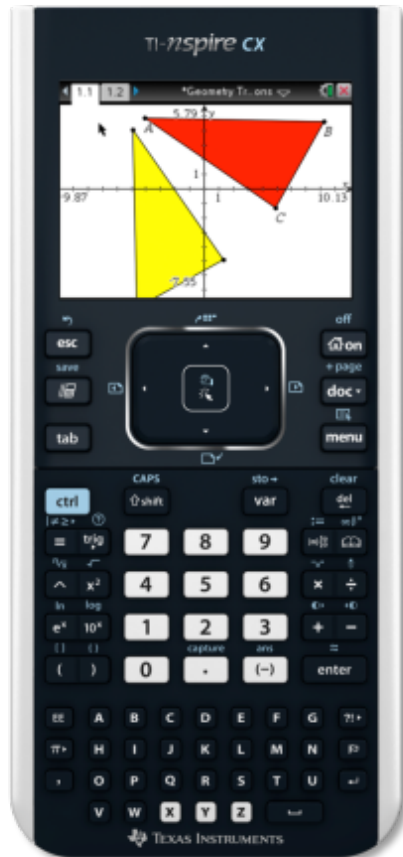 TI-nspire CX
1.1 1.2 *Geometry Tr...ons
5.79 y
A B
1
-9.87 1 10.13 x
C
-7.55
off
esc on
save +page
doc
tab menu
CAPS sto→ clear
ctrl shift var del
= trig 7 8 9
^ x² 4 5 6 × ÷
ln log
eˣ 10ˣ 1 2 3 + −
capture ans
( ) 0 . (−) enter
EE A B C D E F G ?!▸
π▸ H I J K L M N
, O P Q R S T U
V W X Y Z
TEXAS INSTRUMENTS